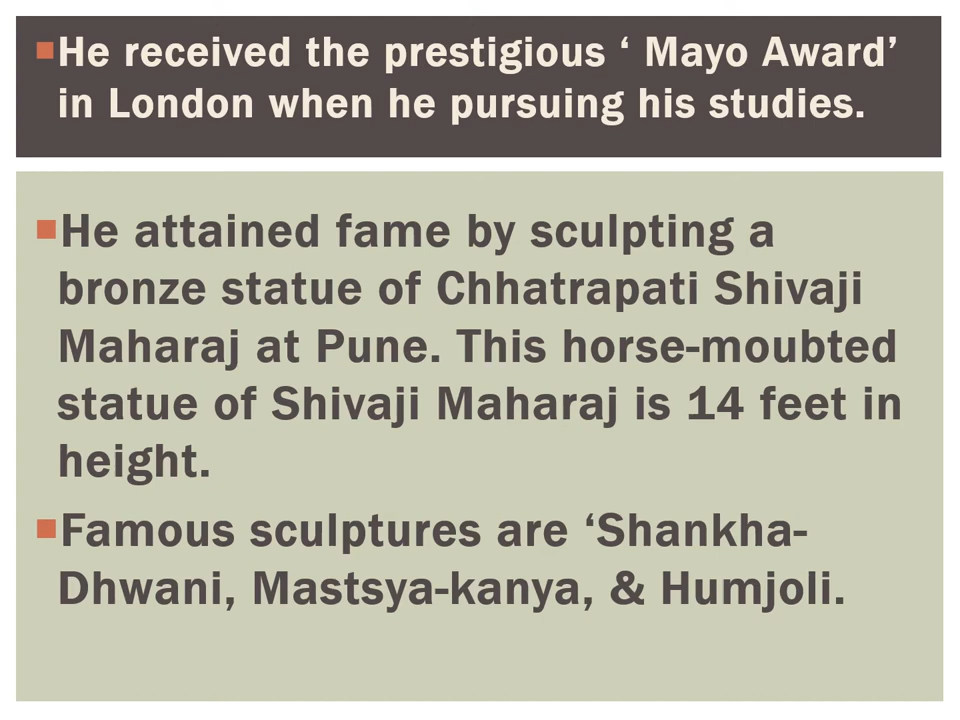 ▪He received the prestigious ‘ Mayo Award’
in London when he pursuing his studies.
▪He attained fame by sculpting a
bronze statue of Chhatrapati Shivaji
Maharaj at Pune. This horse-moubted
statue of Shivaji Maharaj is 14 feet in
height.
▪Famous sculptures are ‘Shankha-
Dhwani, Mastsya-kanya, & Humjoli.